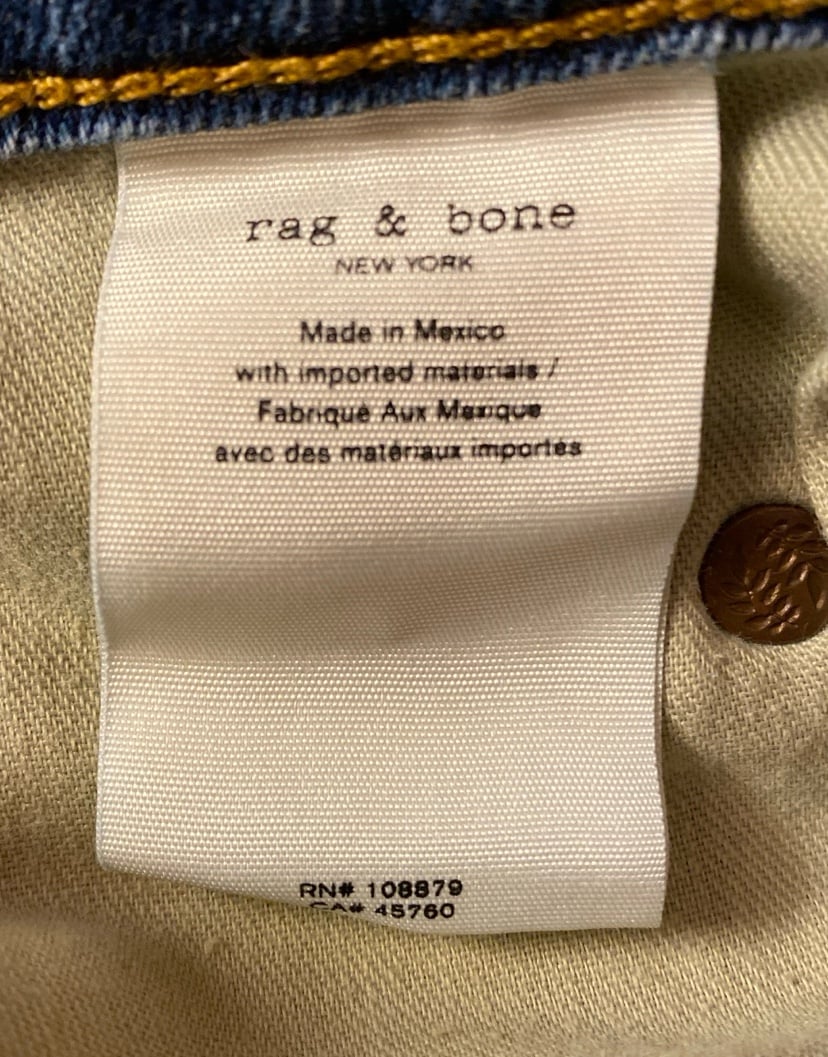 rag & bone
NEW YORK
Made in Mexico
with imported materials /
Fabriqué Aux Mexique
avec des matériaux importés
RN# 108879
CA# 45760